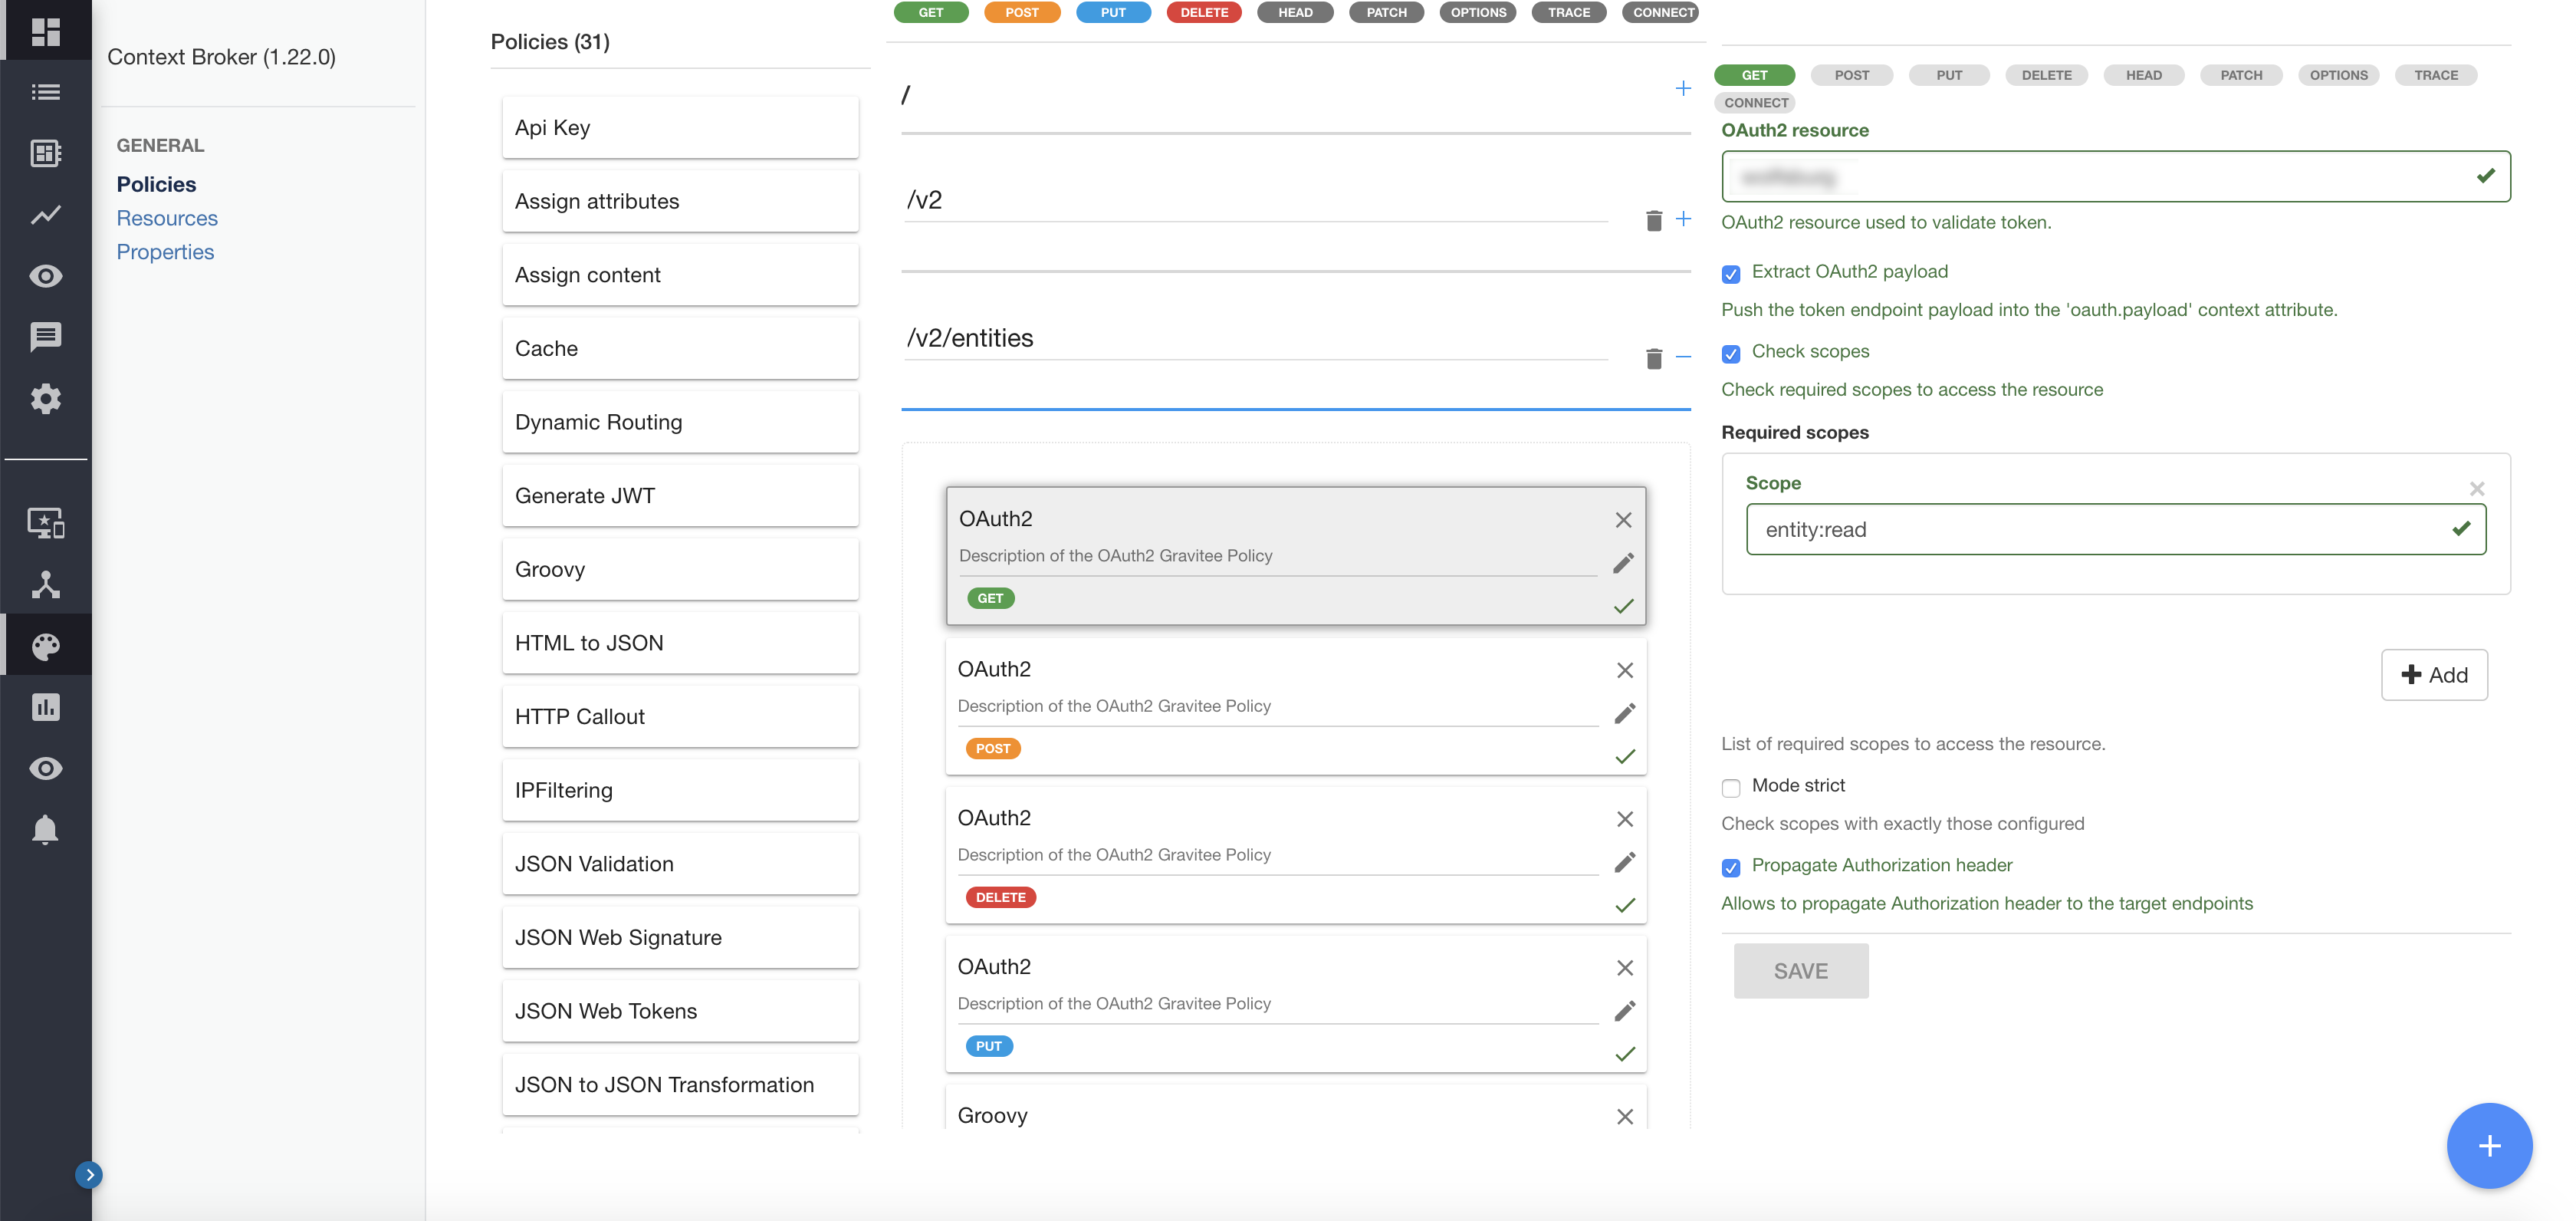 Context Broker (1.22.0)
GENERAL
Policies
Resources
Properties
Policies (31)
Api Key
Assign attributes
Assign content
Cache
Dynamic Routing
Generate JWT
Groovy
HTML to JSON
HTTP Callout
IPFiltering
JSON Validation
JSON Web Signature
JSON Web Tokens
JSON to JSON Transformation
GET POST PUT DELETE HEAD PATCH OPTIONS TRACE CONNECT
/
/v2
/v2/entities
OAuth2
Description of the OAuth2 Gravitee Policy
GET
OAuth2
Description of the OAuth2 Gravitee Policy
POST
OAuth2
Description of the OAuth2 Gravitee Policy
DELETE
OAuth2
Description of the OAuth2 Gravitee Policy
PUT
Groovy
GET POST PUT DELETE HEAD PATCH OPTIONS TRACE
CONNECT
OAuth2 resource
OAuth2 resource used to validate token.
Extract OAuth2 payload
Push the token endpoint payload into the 'oauth.payload' context attribute.
Check scopes
Check required scopes to access the resource
Required scopes
Scope
entity:read
Add
List of required scopes to access the resource.
Mode strict
Check scopes with exactly those configured
Propagate Authorization header
Allows to propagate Authorization header to the target endpoints
SAVE